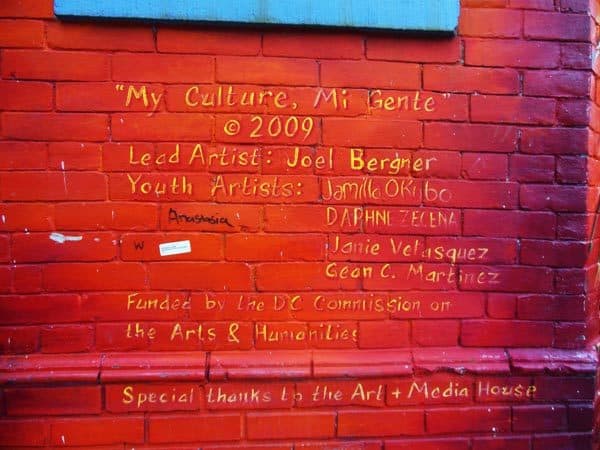 "My Culture, Mi Gente"
© 2009
Lead Artist: Joel Bergner
Youth Artists: Jamilla Okubo
Anastasia DAPHNE ZECENA
Janie Velasquez
W
Gean C. Martinez
Funded by the DC Commission on
the Arts & Humanities
Special thanks to the Art + Media House